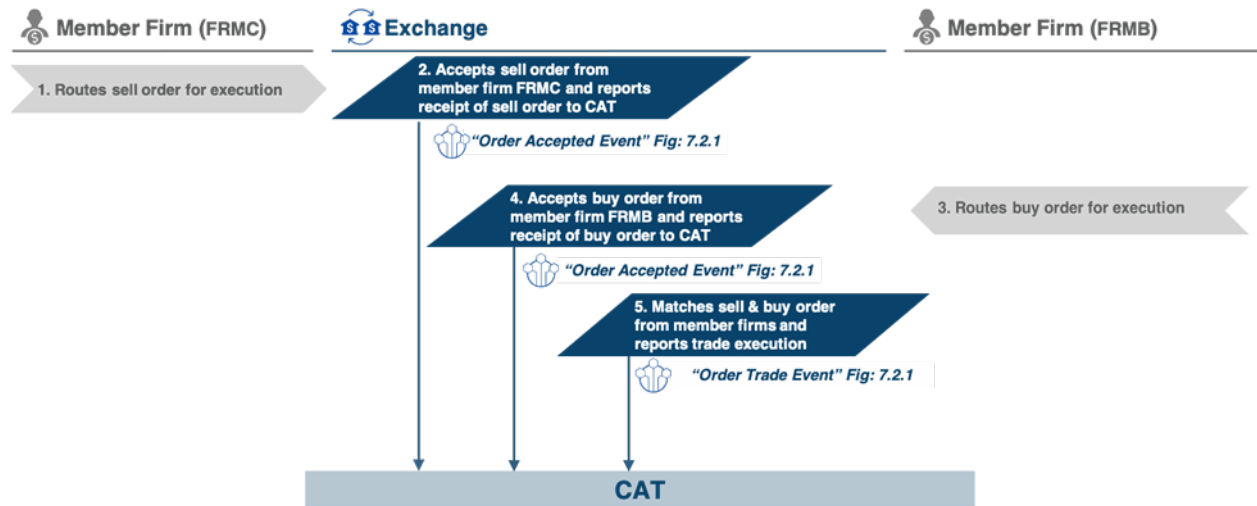 Member Firm (FRMC)
Exchange
Member Firm (FRMB)
1. Routes sell order for execution
2. Accepts sell order from
member firm FRMC and reports
receipt of sell order to CAT
“Order Accepted Event” Fig: 7.2.1
3. Routes buy order for execution
4. Accepts buy order from
member firm FRMB and reports
receipt of buy order to CAT
“Order Accepted Event” Fig: 7.2.1
5. Matches sell & buy order
from member firms and
reports trade execution
“Order Trade Event” Fig: 7.2.1
CAT